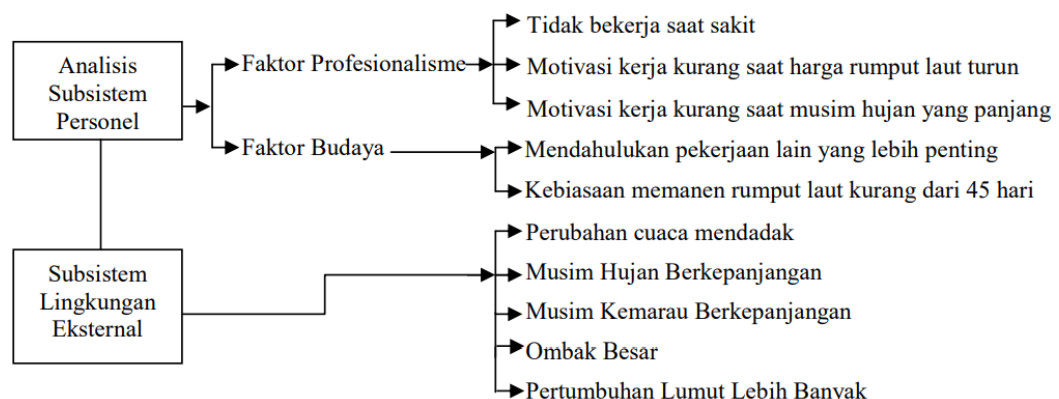 Analisis
Subsistem
Personel
Faktor Profesionalisme
Tidak bekerja saat sakit
Motivasi kerja kurang saat harga rumput laut turun
Motivasi kerja kurang saat musim hujan yang panjang
Faktor Budaya
Mendahulukan pekerjaan lain yang lebih penting
Kebiasaan memanen rumput laut kurang dari 45 hari
Subsistem
Lingkungan
Eksternal
Perubahan cuaca mendadak
Musim Hujan Berkepanjangan
Musim Kemarau Berkepanjangan
Ombak Besar
Pertumbuhan Lumut Lebih Banyak